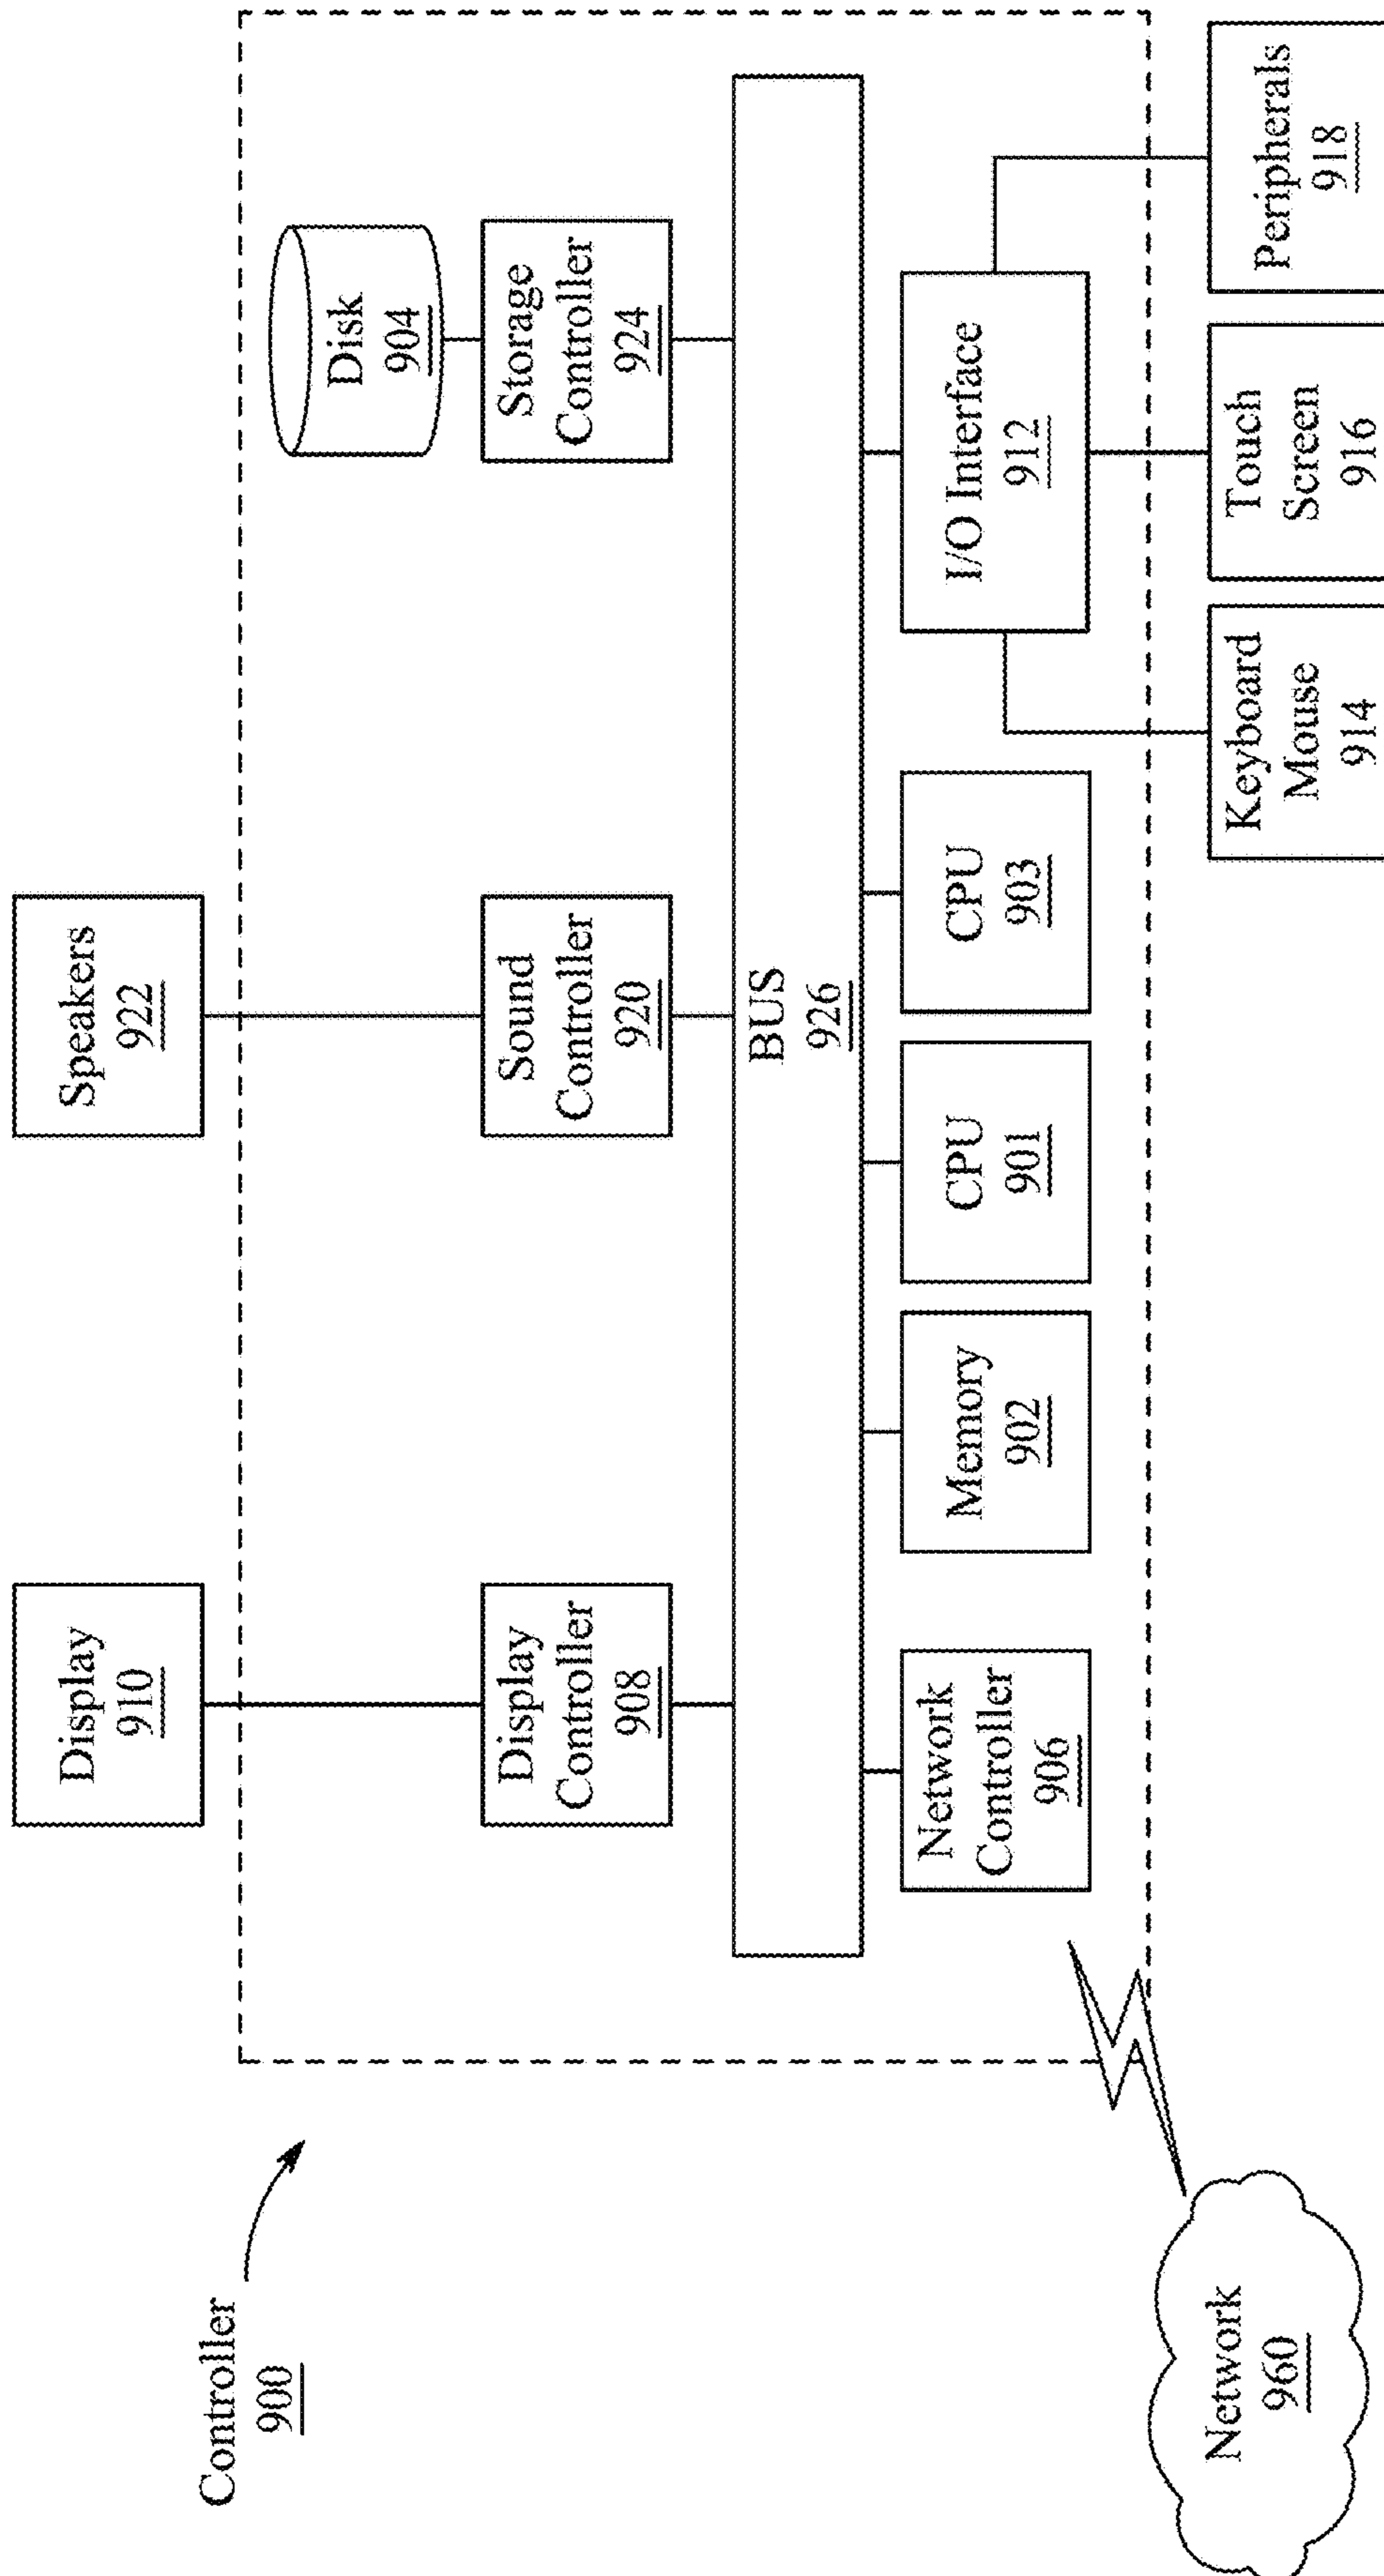 Display
910
Speakers
922
Controller
900
Disk
904
Display
Controller
908
Sound
Controller
920
Storage
Controller
924
BUS
926
Network
Controller
906
Memory
902
CPU
901
CPU
903
I/O Interface
912
Network
960
Keyboard
Mouse
914
Touch
Screen
916
Peripherals
918